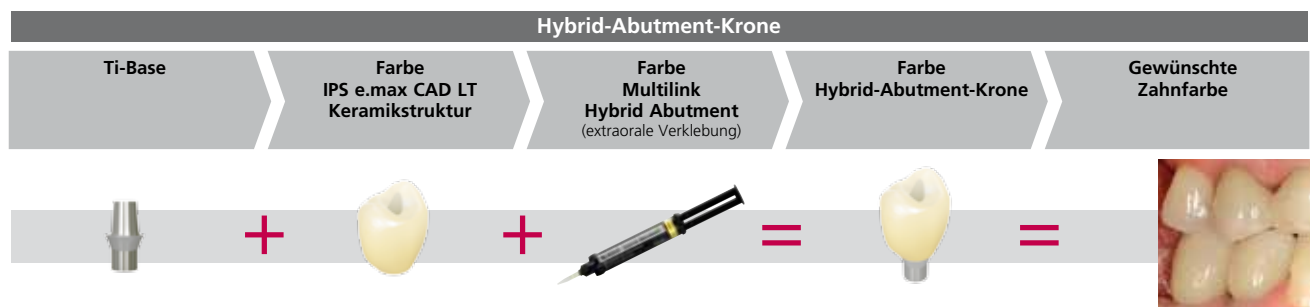 Hybrid-Abutment-Krone
Ti-Base
Farbe
IPS e.max CAD LT
Keramikstruktur
Farbe
Multilink
Hybrid Abutment
(extraorale Verklebung)
Farbe
Hybrid-Abutment-Krone
Gewünschte
Zahnfarbe
+
+
=
=